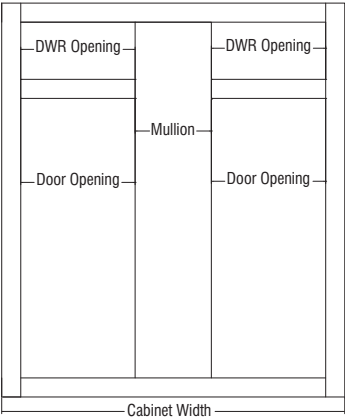 DWR Opening
DWR Opening
Mullion
Door Opening
Door Opening
Cabinet Width